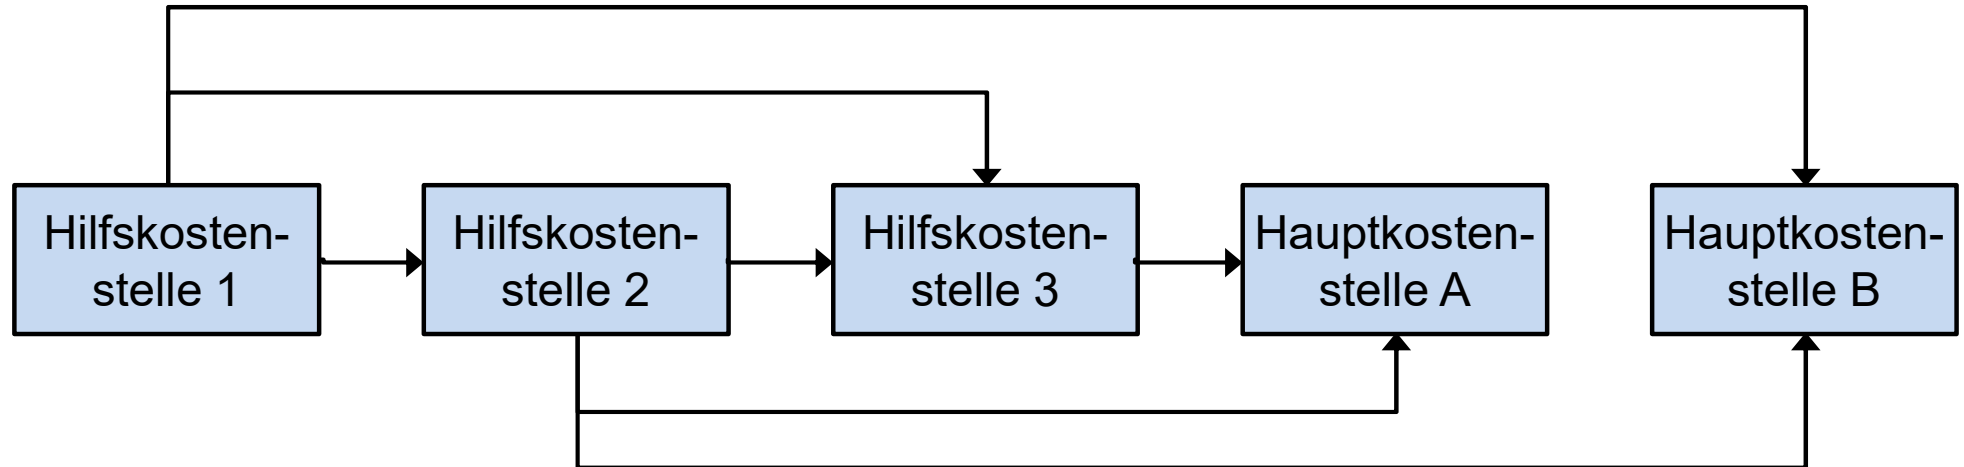 Hilfskosten-
stelle 1
Hilfskosten-
stelle 2
Hilfskosten-
stelle 3
Hauptkosten-
stelle A
Hauptkosten-
stelle B